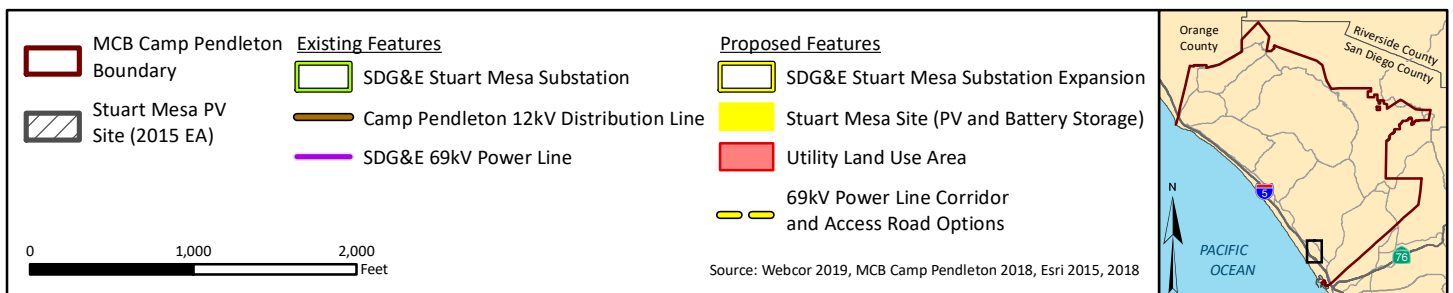 MCB Camp Pendleton
Boundary
Stuart Mesa PV
Site (2015 EA)
Existing Features
SDG&E Stuart Mesa Substation
Camp Pendleton 12kV Distribution Line
SDG&E 69kV Power Line
Proposed Features
SDG&E Stuart Mesa Substation Expansion
Stuart Mesa Site (PV and Battery Storage)
Utility Land Use Area
69kV Power Line Corridor
and Access Road Options
0 1,000 2,000
Feet
Source: Webcor 2019, MCB Camp Pendleton 2018, Esri 2015, 2018
Orange
County
Riverside County
San Diego County
N
5
PACIFIC
OCEAN
76